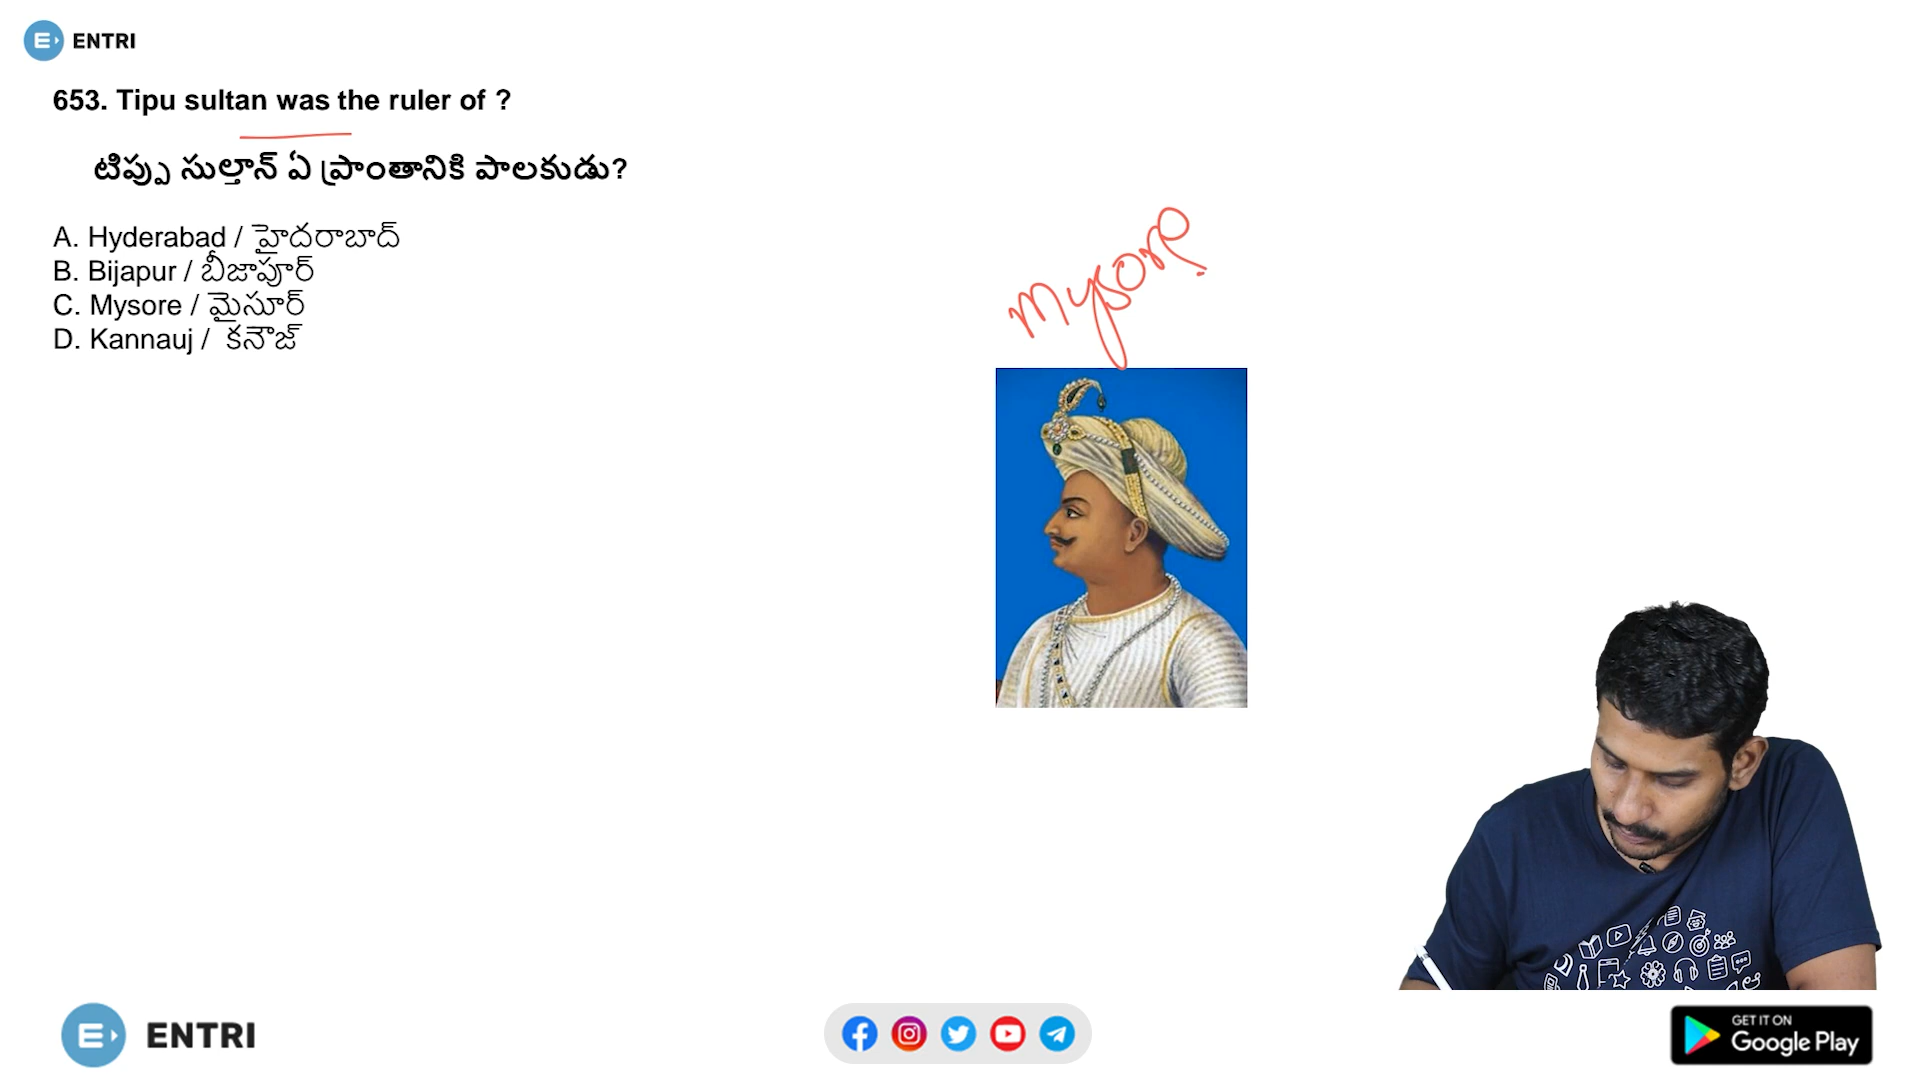 ENTRI
653. Tipu sultan was the ruler of ?
టిప్పు సుల్తాన్ ఏ ప్రాంతానికి పాలకుడు?
A. Hyderabad / హైదరాబాద్
B. Bijapur / బీజాపూర్
C. Mysore / మైసూర్
D. Kannauj / కనౌజ్
Mysore
ENTRI
GET IT ON
Google Play